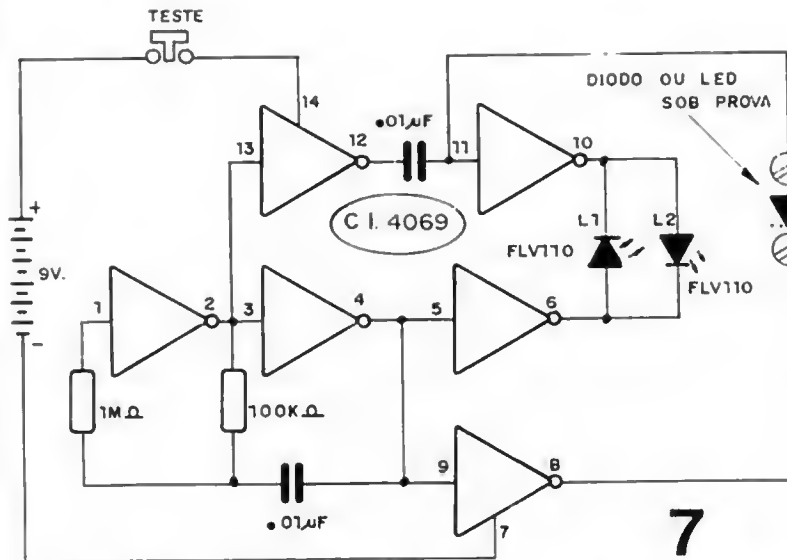 TESTE
14
.01µF
DIODO OU LED
SOB PROVA
13
12
11
10
C I. 4069
L1
L2
FLV110
FLV110
+
9V.
-
1
2
3
4
5
6
1MΩ
100KΩ
.01µF
9
8
7
7